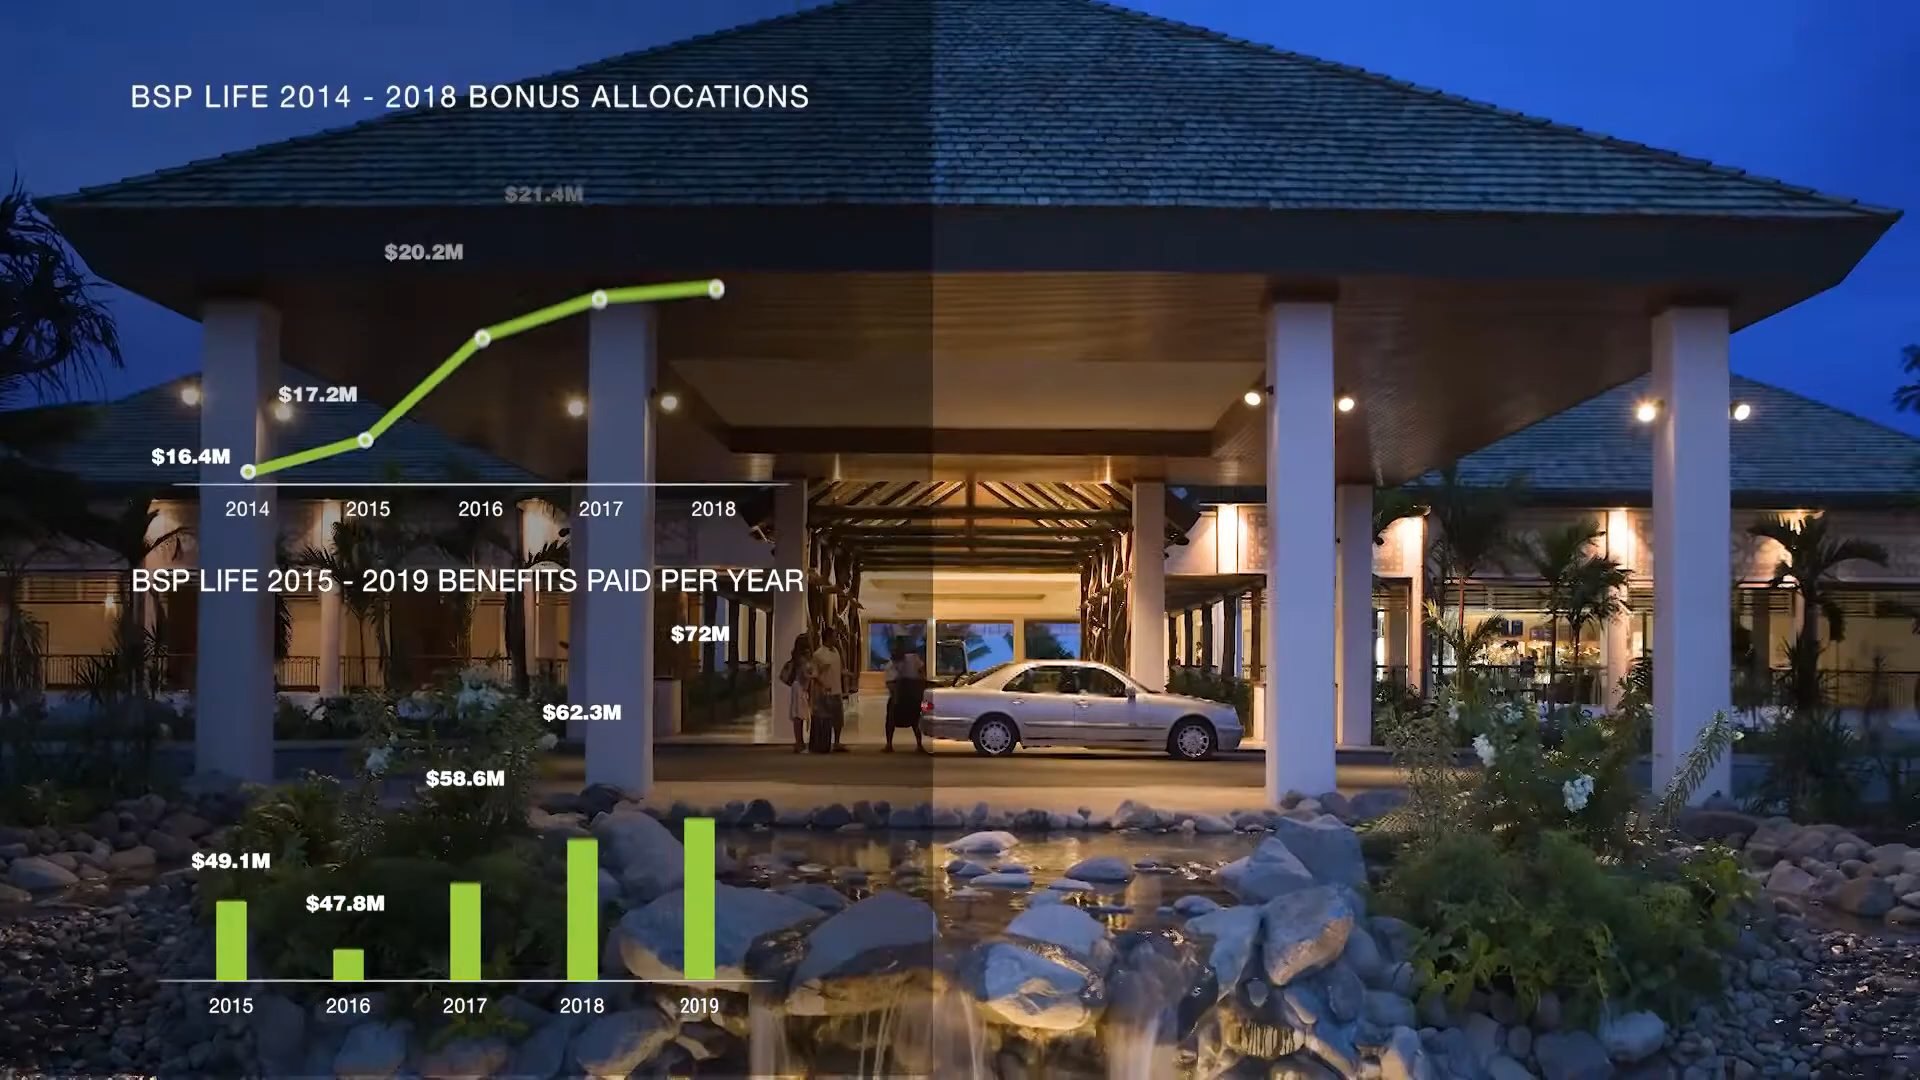 BSP LIFE 2014 - 2018 BONUS ALLOCATIONS
$21.4M
$20.2M
$17.2M
$16.4M
2014 2015 2016 2017 2018
BSP LIFE 2015 - 2019 BENEFITS PAID PER YEAR
$72M
$62.3M
$58.6M
$49.1M
$47.8M
2015 2016 2017 2018 2019